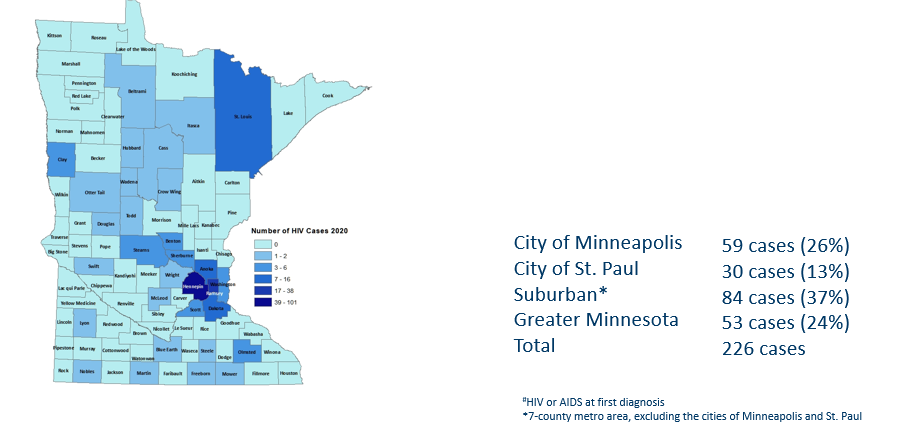 Kittson
Roseau
Lake of the Woods
Marshall
Koochiching
Pennington
Red Lake
Polk
Beltrami
Clearwater
St. Louis
Lake
Cook
Itasca
Norman
Mahnomen
Clay
Becker
Hubbard
Cass
Wadena
Crow Wing
Aitkin
Carlton
Wilkin
Otter Tail
Todd
Morrison
Mille Lacs
Kanabec
Pine
Grant
Douglas
Traverse
Big Stone
Stevens
Pope
Stearns
Benton
Sherburne
Isanti
Chisago
Swift
Kandiyohi
Meeker
Wright
Anoka
Hennepin
Ramsey
Washington
Lac qui Parle
Chippewa
McLeod
Carver
Scott
Dakota
Yellow Medicine
Renville
Sibley
Lincoln
Lyon
Redwood
Brown
Nicollet
Le Sueur
Rice
Goodhue
Wabasha
Pipestone
Murray
Cottonwood
Watonwan
Blue Earth
Waseca
Steele
Dodge
Olmsted
Winona
Rock
Nobles
Jackson
Martin
Faribault
Freeborn
Mower
Fillmore
Houston
Number of HIV Cases 2020
0
1 - 2
3 - 6
7 - 16
17 - 38
39 - 101
City of Minneapolis 59 cases (26%)
City of St. Paul 30 cases (13%)
Suburban* 84 cases (37%)
Greater Minnesota 53 cases (24%)
Total 226 cases
#HIV or AIDS at first diagnosis
*7-county metro area, excluding the cities of Minneapolis and St. Paul